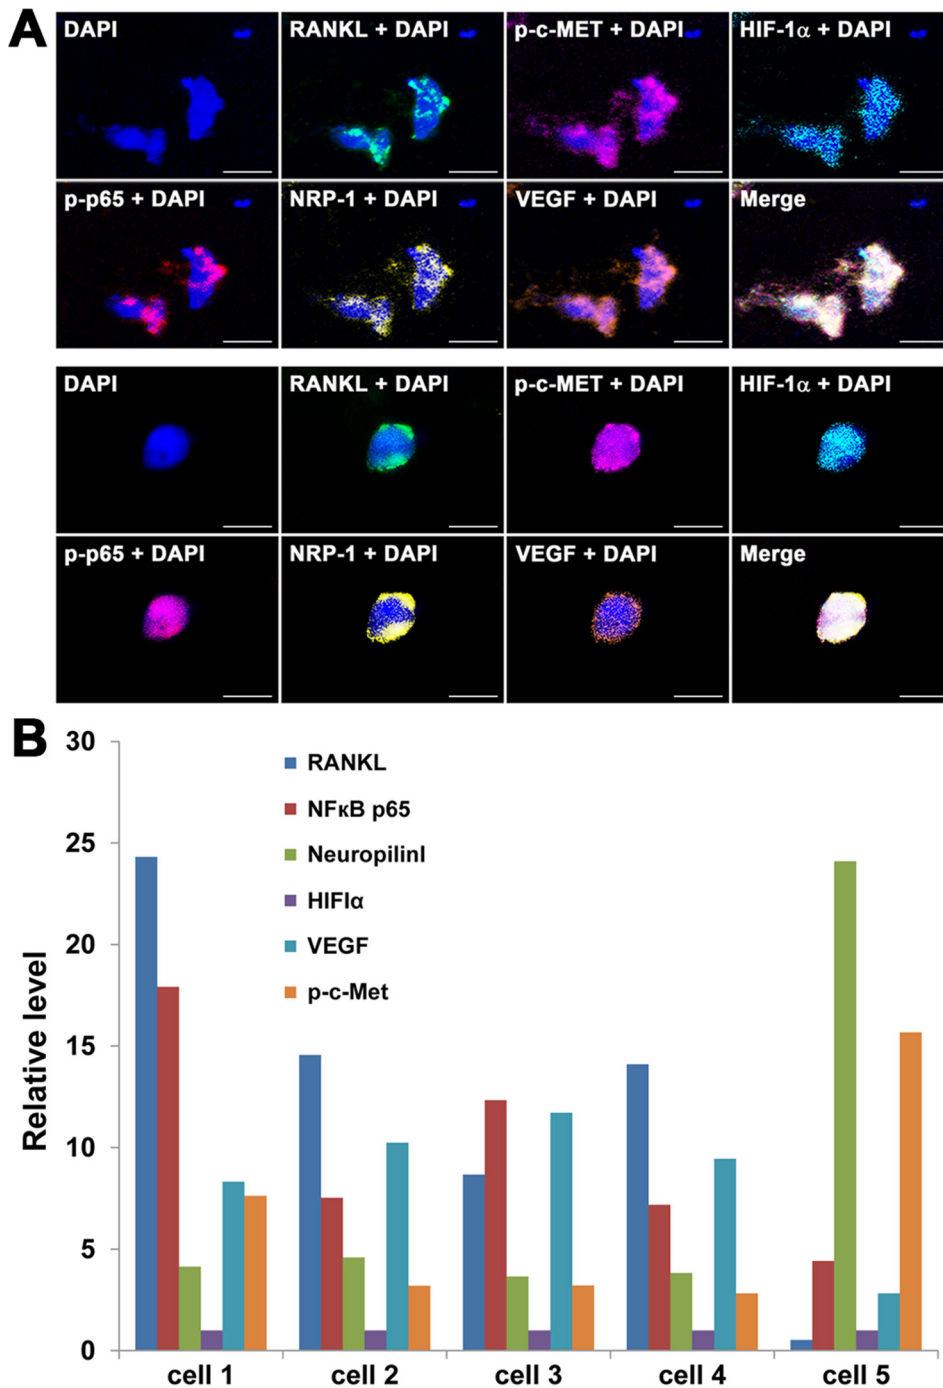 A
DAPI
RANKL + DAPI
p-c-MET + DAPI
HIF-1α + DAPI
p-p65 + DAPI
NRP-1 + DAPI
VEGF + DAPI
Merge
DAPI
RANKL + DAPI
p-c-MET + DAPI
HIF-1α + DAPI
p-p65 + DAPI
NRP-1 + DAPI
VEGF + DAPI
Merge
B
Relative level
30
25
20
15
10
5
0
RANKL
NFκB p65
NeuropilinI
HIFIα
VEGF
p-c-Met
cell 1
cell 2
cell 3
cell 4
cell 5